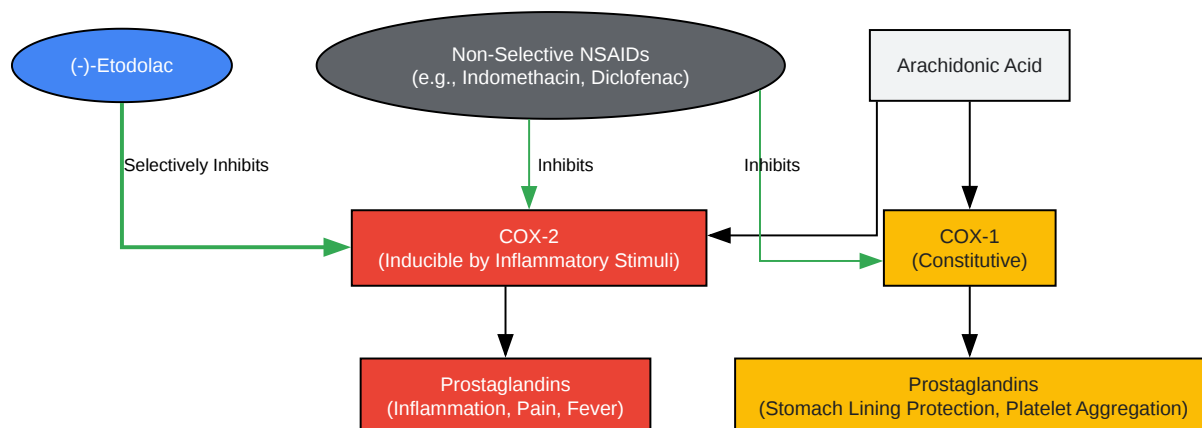 (-)-Etodolac
Non-Selective NSAIDs
(e.g., Indomethacin, Diclofenac)
Arachidonic Acid
Selectively Inhibits
Inhibits
Inhibits
COX-2
(Inducible by Inflammatory Stimuli)
COX-1
(Constitutive)
Prostaglandins
(Inflammation, Pain, Fever)
Prostaglandins
(Stomach Lining Protection, Platelet Aggregation)